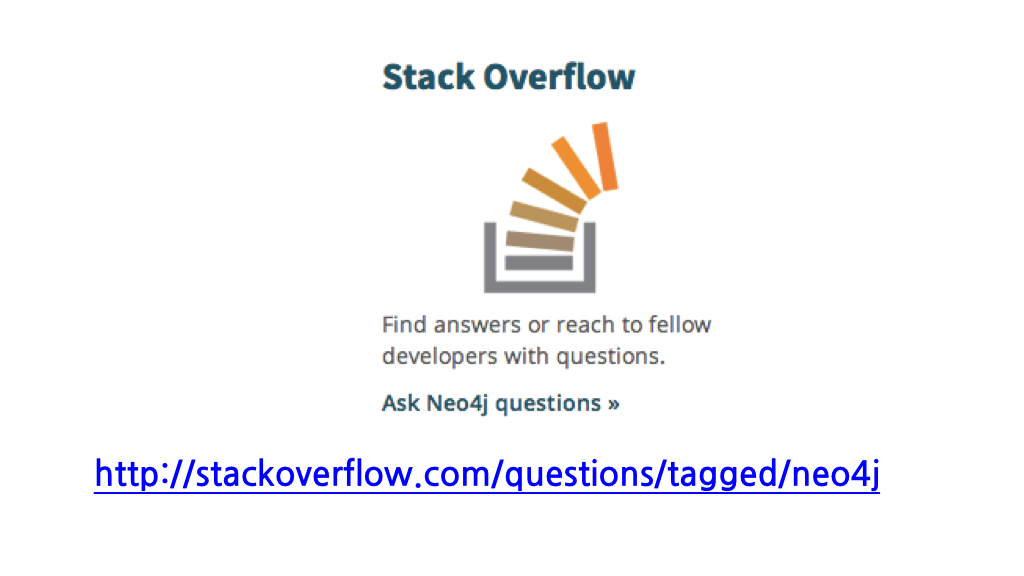 Stack Overflow
Find answers or reach to fellow
developers with questions.
Ask Neo4j questions »
http://stackoverflow.com/questions/tagged/neo4j